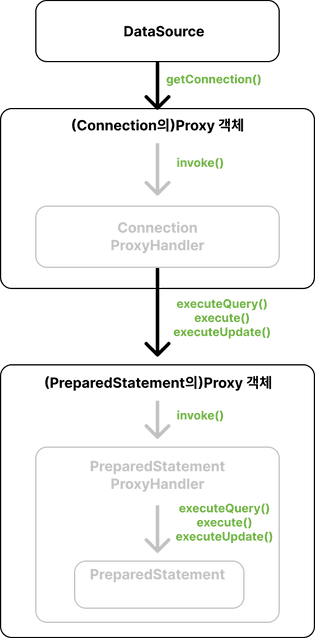 DataSource
getConnection()
(Connection의)Proxy 객체
invoke()
Connection
ProxyHandler
executeQuery()
execute()
executeUpdate()
(PreparedStatement의)Proxy 객체
invoke()
PreparedStatement
ProxyHandler
executeQuery()
execute()
executeUpdate()
PreparedStatement